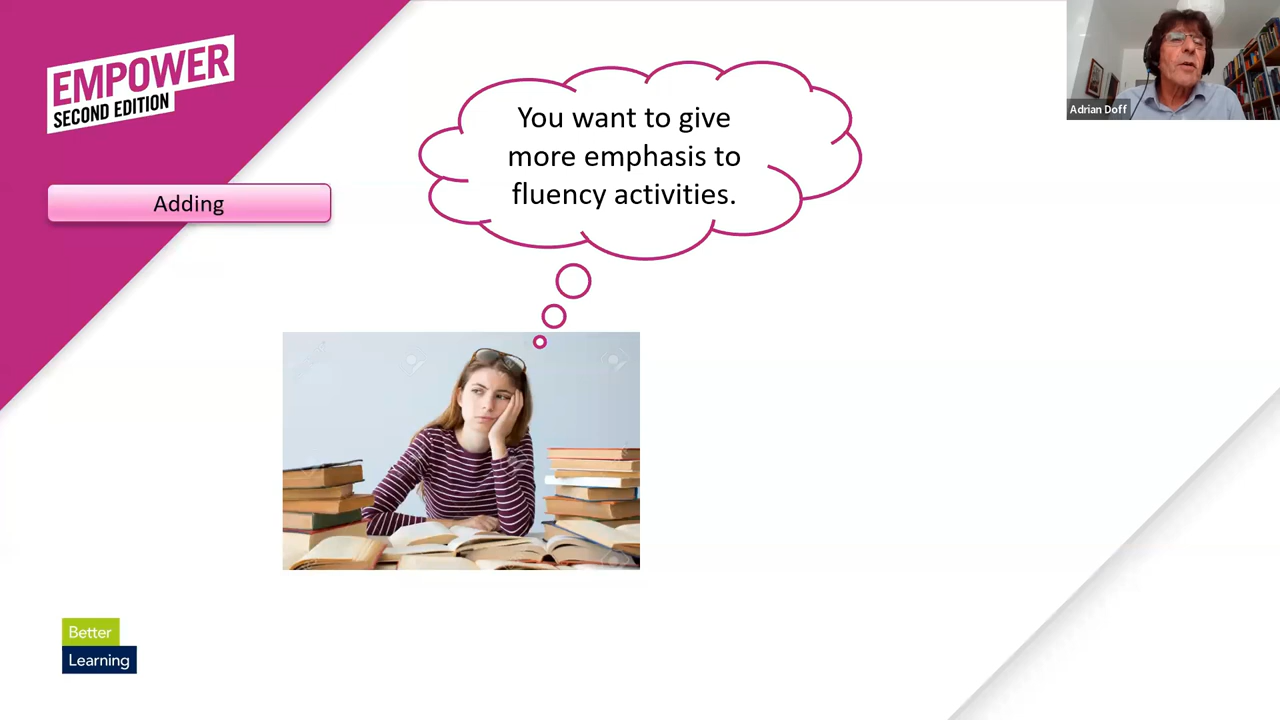 EMPOWER
SECOND EDITION
Adding
You want to give
more emphasis to
fluency activities.
Adrian Doff
Better
Learning